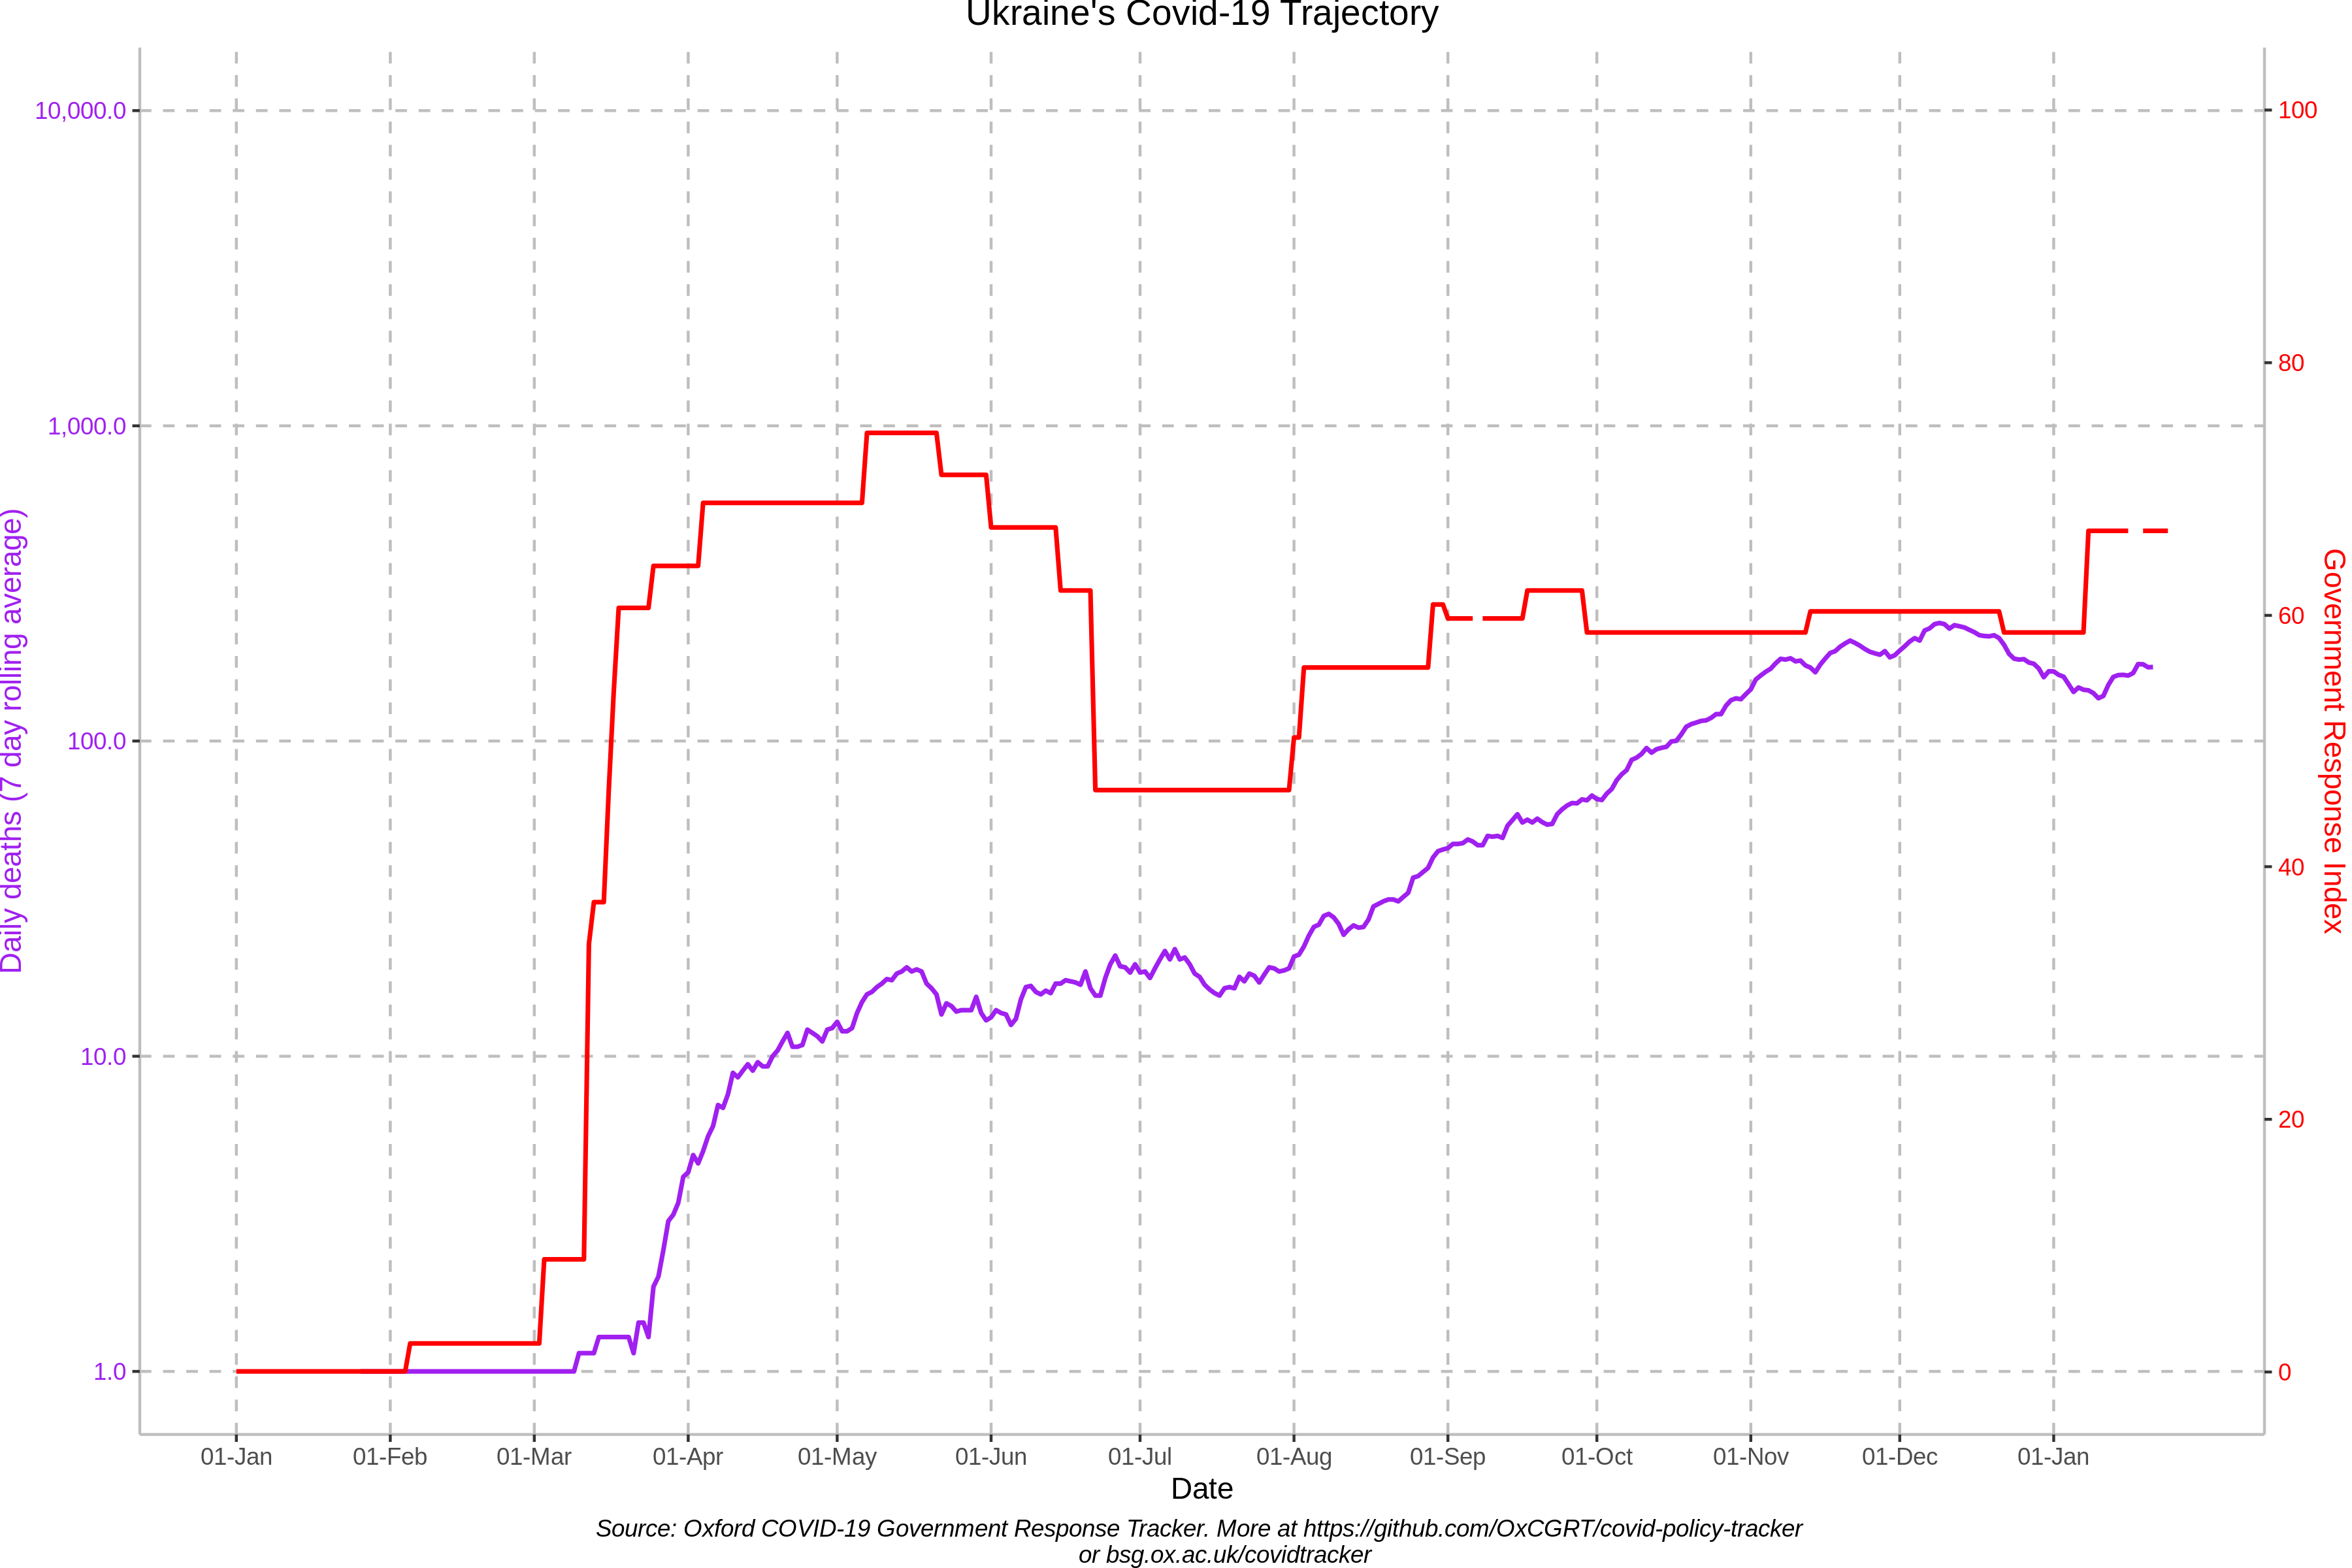 Ukraine's Covid-19 Trajectory
10,000.0
1,000.0
100.0
10.0
1.0
Daily deaths (7 day rolling average)
100
80
60
40
20
0
Government Response Index
01-Jan 01-Feb 01-Mar 01-Apr 01-May 01-Jun 01-Jul 01-Aug 01-Sep 01-Oct 01-Nov 01-Dec 01-Jan
Date
Source: Oxford COVID-19 Government Response Tracker. More at https://github.com/OxCGRT/covid-policy-tracker
or bsg.ox.ac.uk/covidtracker